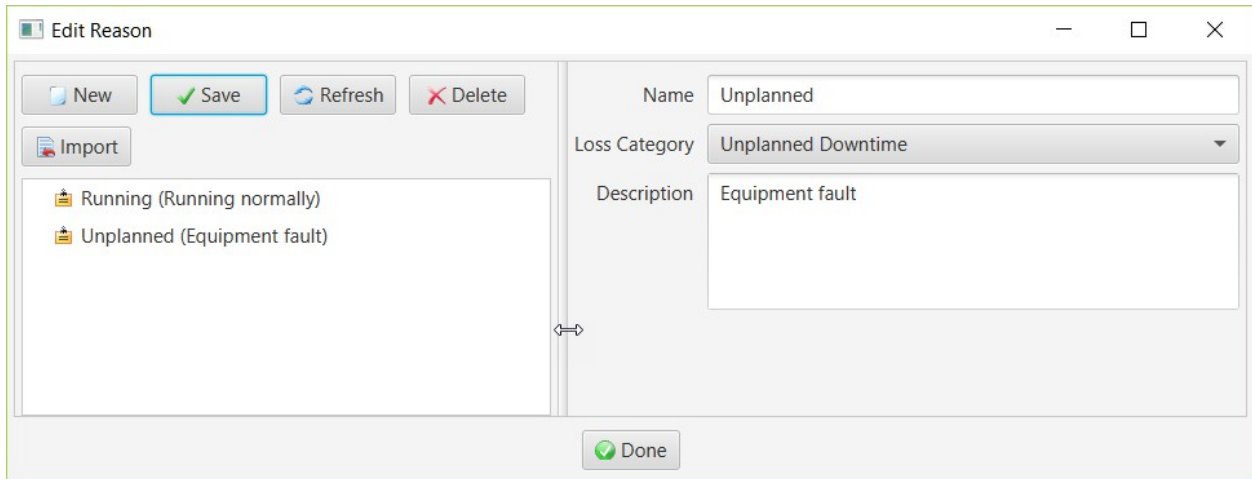 Edit Reason
New Save Refresh Delete
Import
Running (Running normally)
Unplanned (Equipment fault)
Name Unplanned
Loss Category Unplanned Downtime
Description Equipment fault
Done